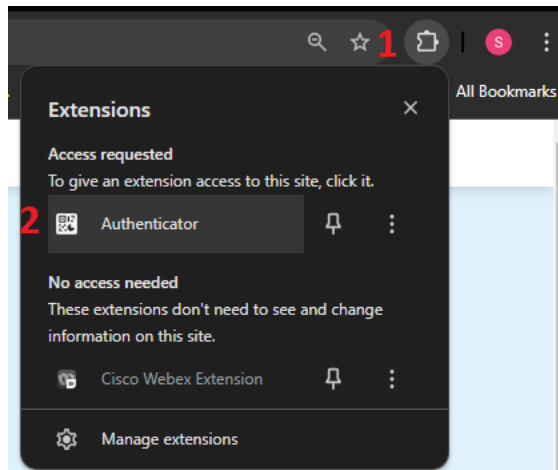 1
S
All Bookmarks
Extensions
Access requested
To give an extension access to this site, click it.
2
Authenticator
No access needed
These extensions don't need to see and change
information on this site.
Cisco Webex Extension
Manage extensions